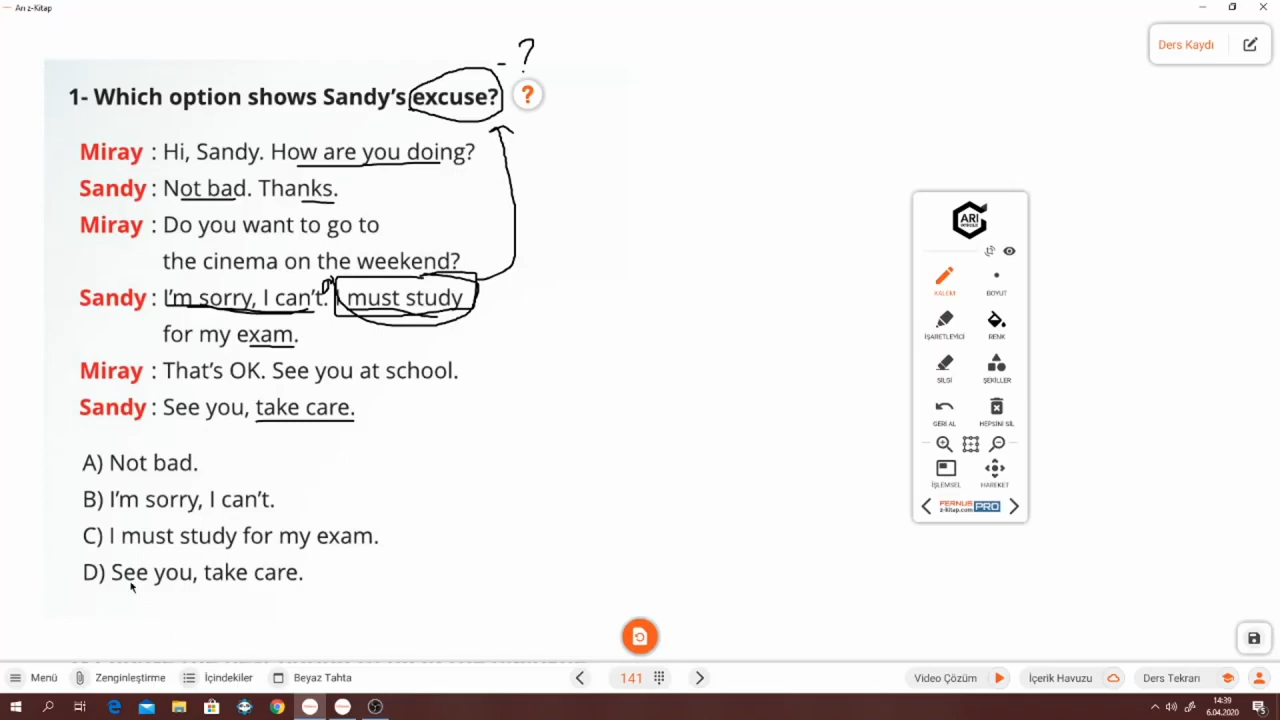 Arı z-Kitap
Ders Kaydı
- ?
1- Which option shows Sandy's excuse? ?
Miray : Hi, Sandy. How are you doing?
Sandy : Not bad. Thanks.
Miray : Do you want to go to
the cinema on the weekend?
Sandy : I'm sorry, I can't. I must study
for my exam.
Miray : That's OK. See you at school.
Sandy : See you, take care.
A) Not bad.
B) I'm sorry, I can't.
C) I must study for my exam.
D) See you, take care.
ARI
KALEM
BOYUT
İŞARETLEYİCİ
RENK
SİLGİ
ŞEKİLLER
GERİ AL
HEPSİNİ SİL
İŞLEMSEL
HAREKET
FERNUS PRO
z-kitap.com
Menü
Zenginleştirme
İçindekiler
Beyaz Tahta
141
Video Çözüm
İçerik Havuzu
Ders Tekrarı
14:39
6.04.2020